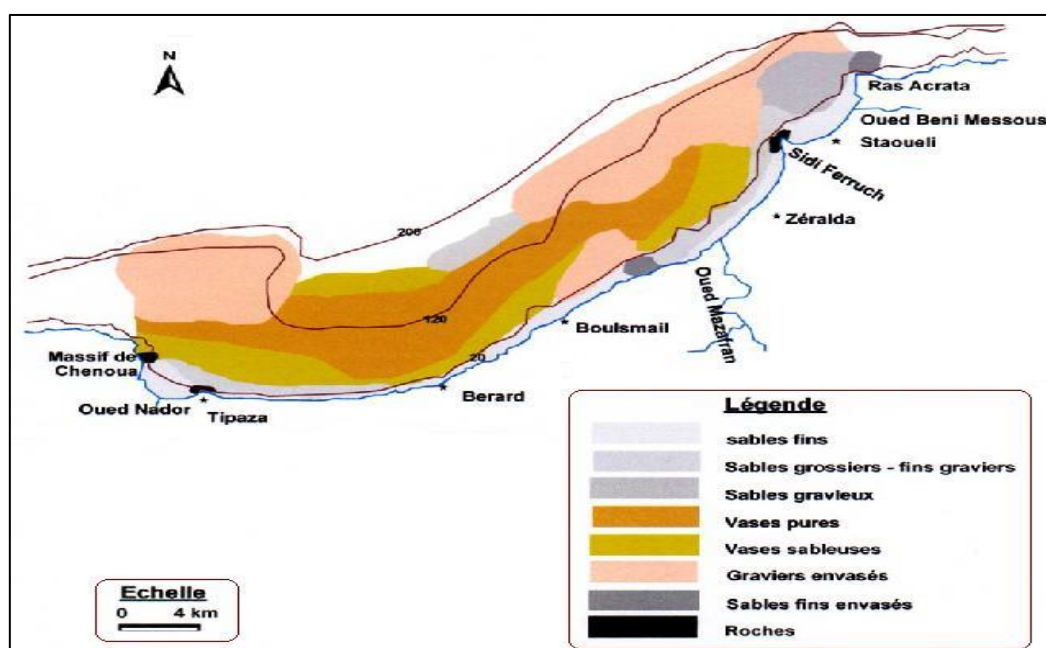 N
Ras Acrata
Oued Beni Messous
Staoueli
Sidi Ferruch
Zéralda
200
Oued Mazafran
120
Boulsmail
20
Massif de
Chenoua
Berard
Oued Nador
Tipaza
Légende
sables fins
Sables grossiers - fins graviers
Sables gravleux
Vases pures
Vases sableuses
Graviers envasés
Sables fins envasés
Roches
Echelle
0 4 km